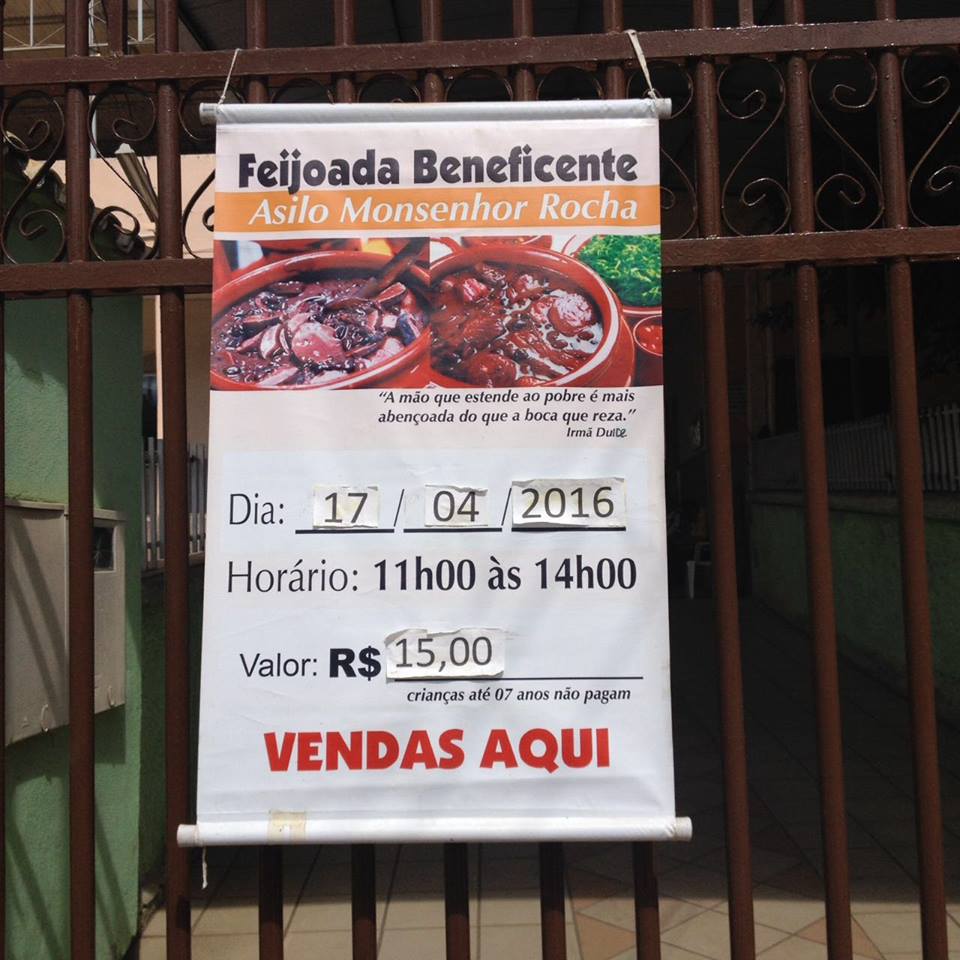 Feijoada Beneficente
Asilo Monsenhor Rocha
“A mão que estende ao pobre é mais
abençoada do que a boca que reza.”
Irmã Dulce
Dia: 17 / 04 / 2016
Horário: 11h00 às 14h00
Valor: R$ 15,00
crianças até 07 anos não pagam
VENDAS AQUI